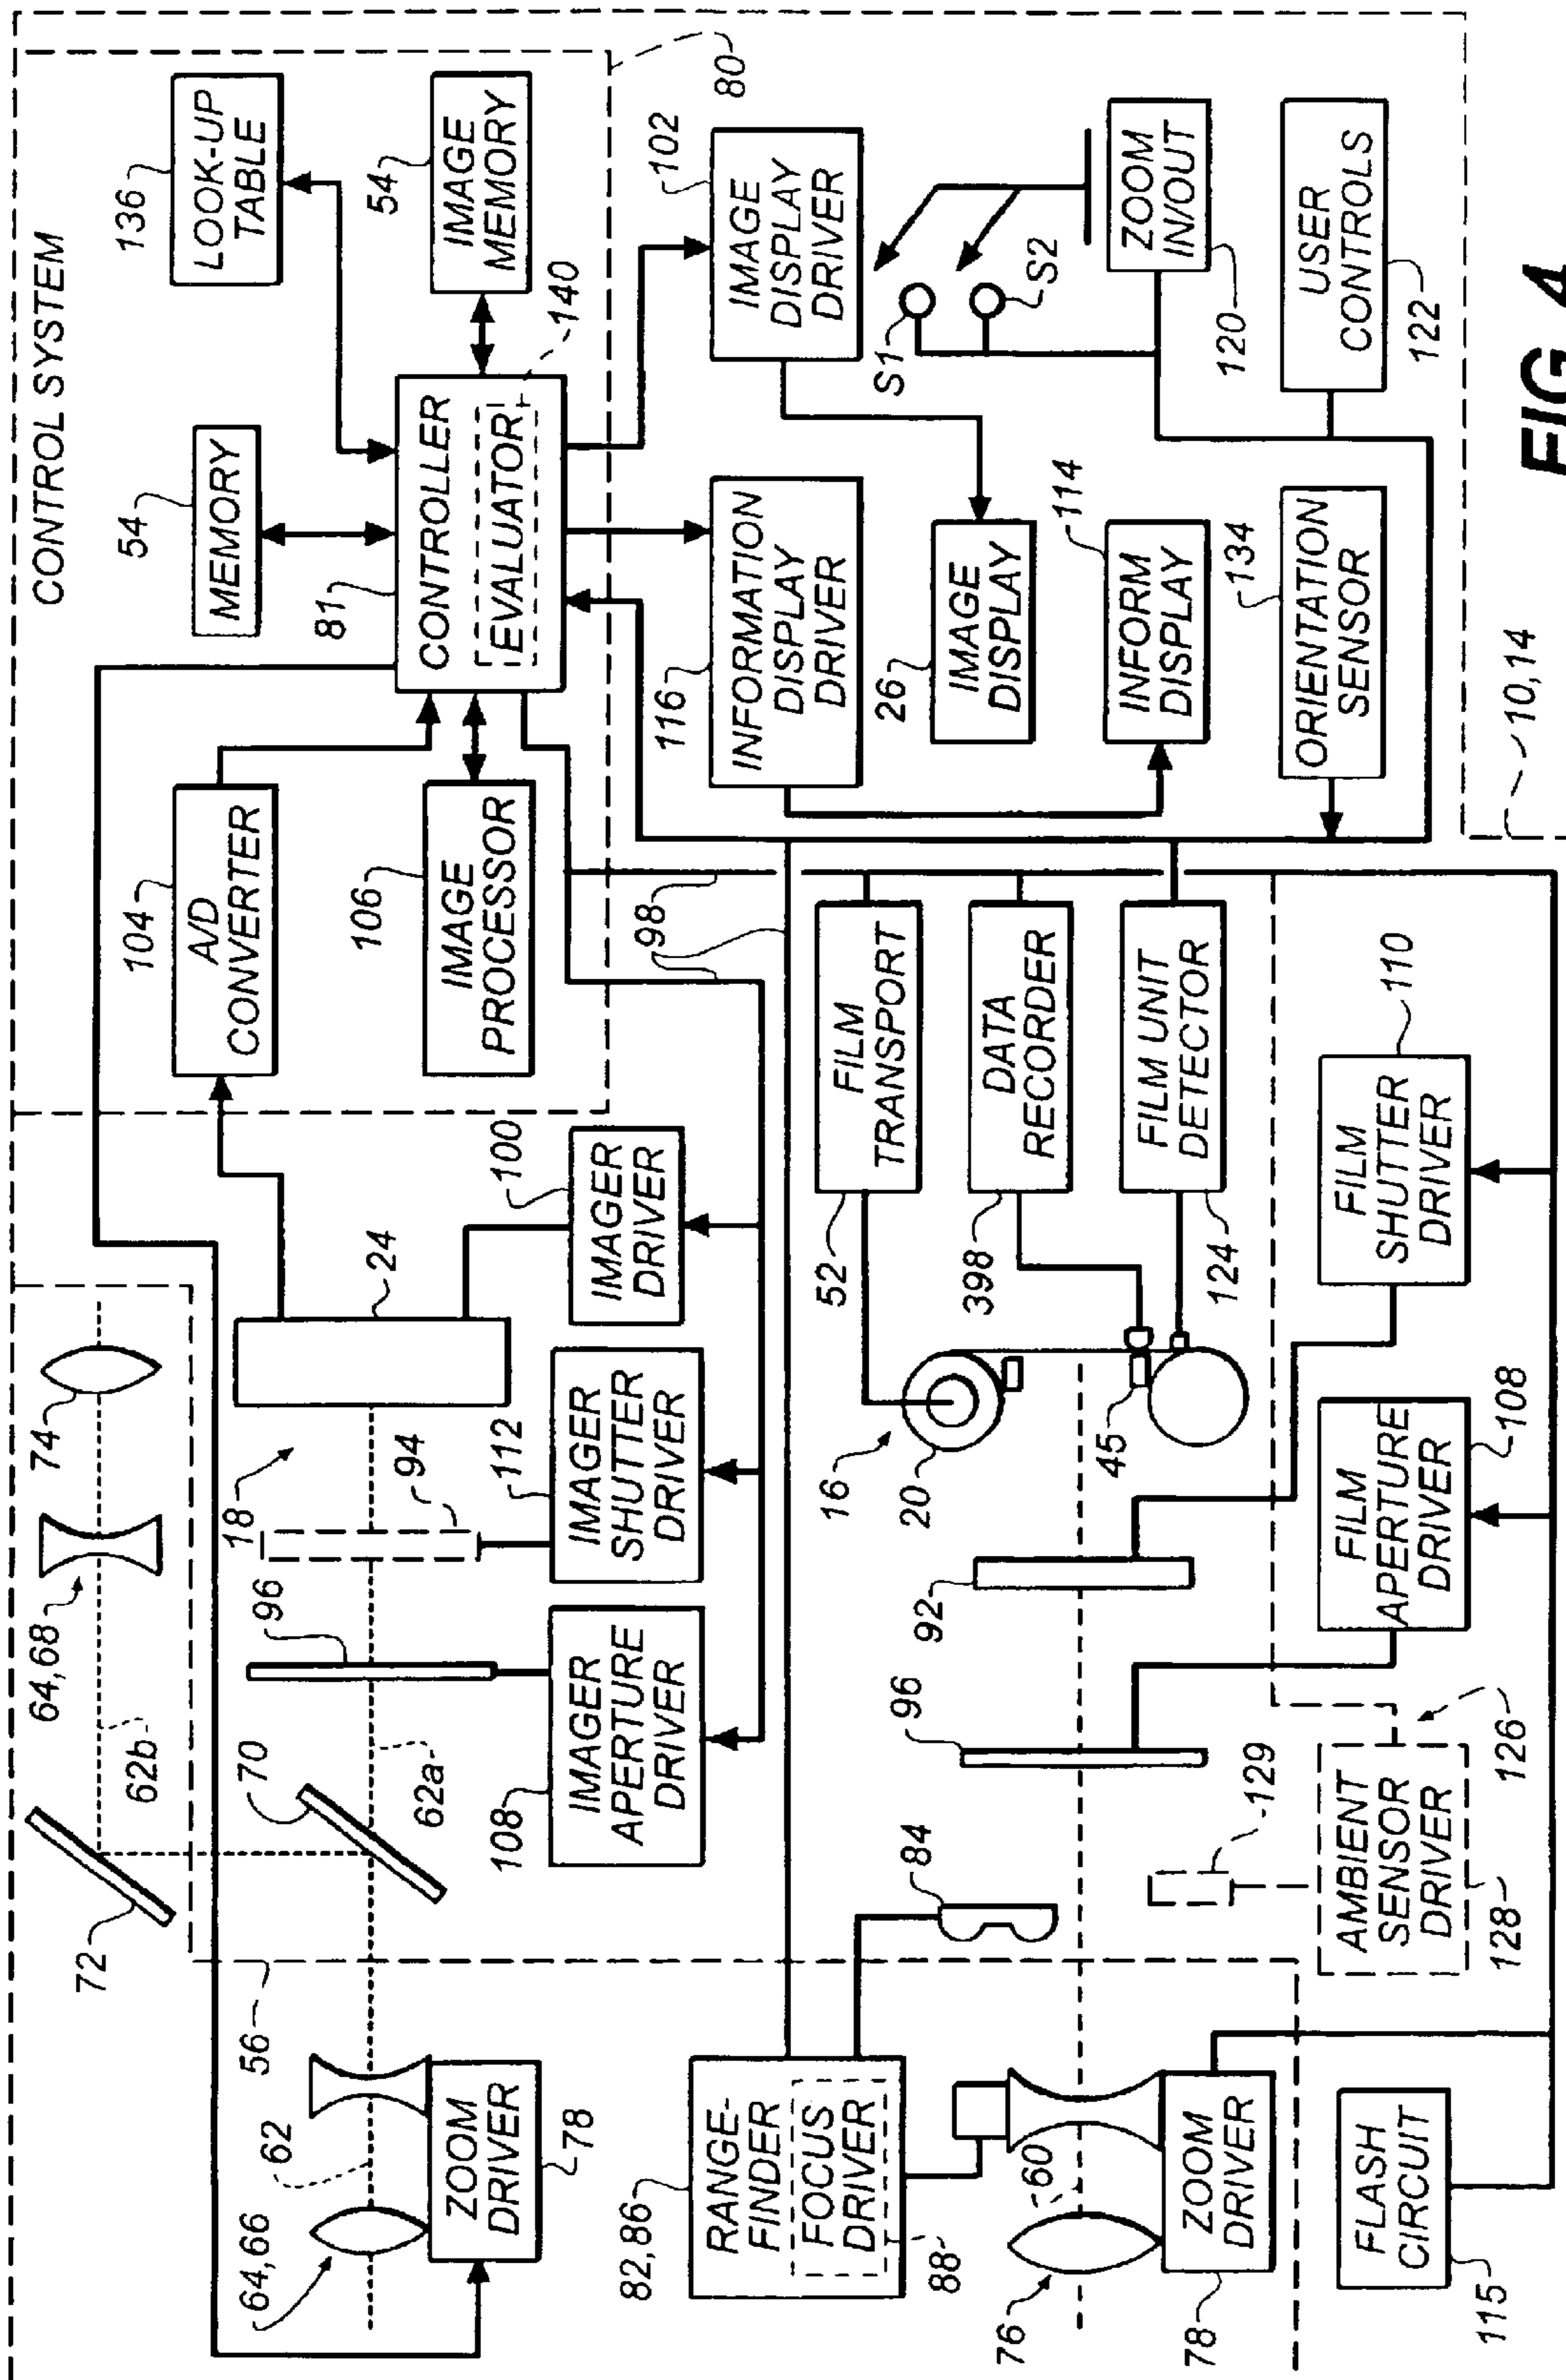 CONTROL SYSTEM
136
LOOK-UP
TABLE
54
MEMORY
54
IMAGE
MEMORY
80
81
CONTROLLER
EVALUATOR
140
104
A/D
CONVERTER
106
IMAGE
PROCESSOR
102
IMAGE
DISPLAY
DRIVER
116
INFORMATION
DISPLAY
DRIVER
S1
S2
26
IMAGE
DISPLAY
114
INFORM
DISPLAY
ZOOM
IN/OUT
120
USER
CONTROLS
122
134
ORIENTATION
SENSOR
10,14
98
74
64,68
62b
72
24
18
94
96
70
62a
100
IMAGER
DRIVER
112
IMAGER
SHUTTER
DRIVER
108
IMAGER
APERTURE
DRIVER
56
62
64,66
ZOOM
DRIVER
78
52
FILM
TRANSPORT
398
DATA
RECORDER
124
FILM UNIT
DETECTOR
16
20
45
92
96
84
82,86
RANGE-
FINDER
FOCUS
DRIVER
88
60
76
ZOOM
DRIVER
78
110
FILM
SHUTTER
DRIVER
108
FILM
APERTURE
DRIVER
126
129
AMBIENT
SENSOR
DRIVER
128
FLASH
CIRCUIT
115
FIG. 4